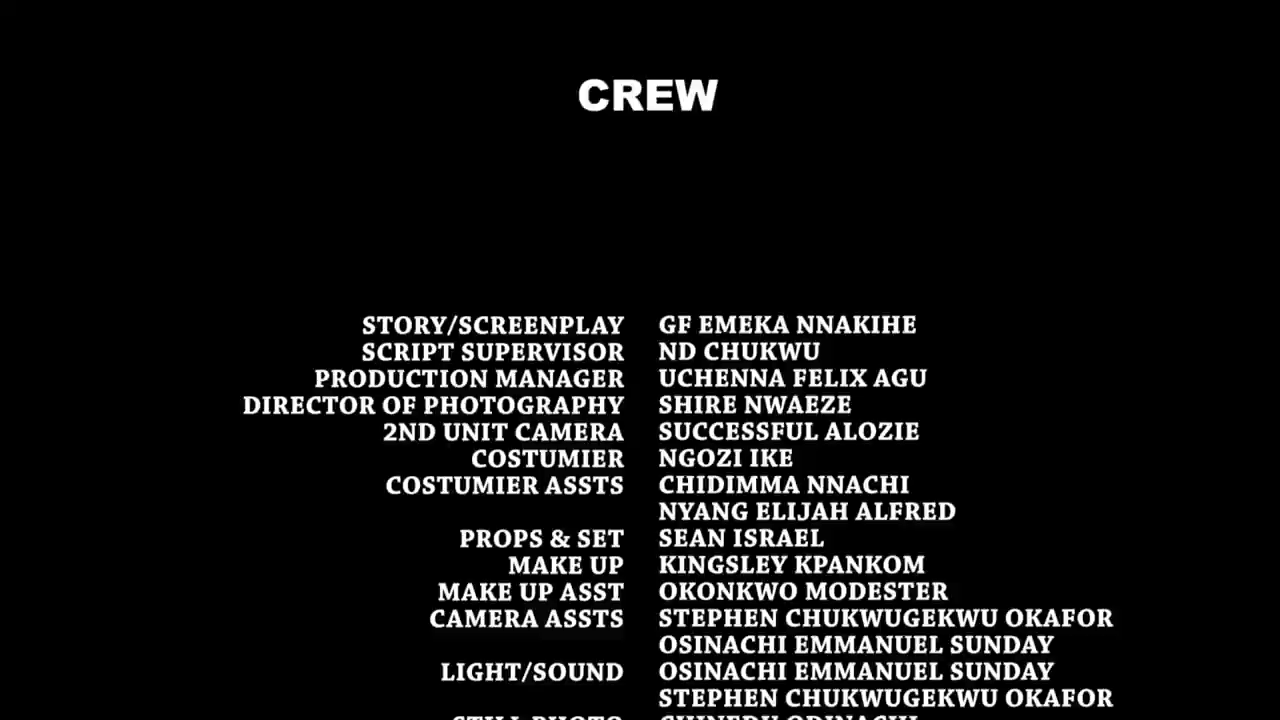 CREW
STORY/SCREENPLAY GF EMEKA NNAKIHE
SCRIPT SUPERVISOR ND CHUKWU
PRODUCTION MANAGER UCHENNA FELIX AGU
DIRECTOR OF PHOTOGRAPHY SHIRE NWAEZE
2ND UNIT CAMERA SUCCESSFUL ALOZIE
COSTUMIER NGOZI IKE
COSTUMIER ASSTS CHIDIMMA NNACHI
NYANG ELIJAH ALFRED
PROPS & SET SEAN ISRAEL
MAKE UP KINGSLEY KPANKOM
MAKE UP ASST OKONKWO MODESTER
CAMERA ASSTS STEPHEN CHUKWUGEKWU OKAFOR
OSINACHI EMMANUEL SUNDAY
LIGHT/SOUND OSINACHI EMMANUEL SUNDAY
STEPHEN CHUKWUGEKWU OKAFOR